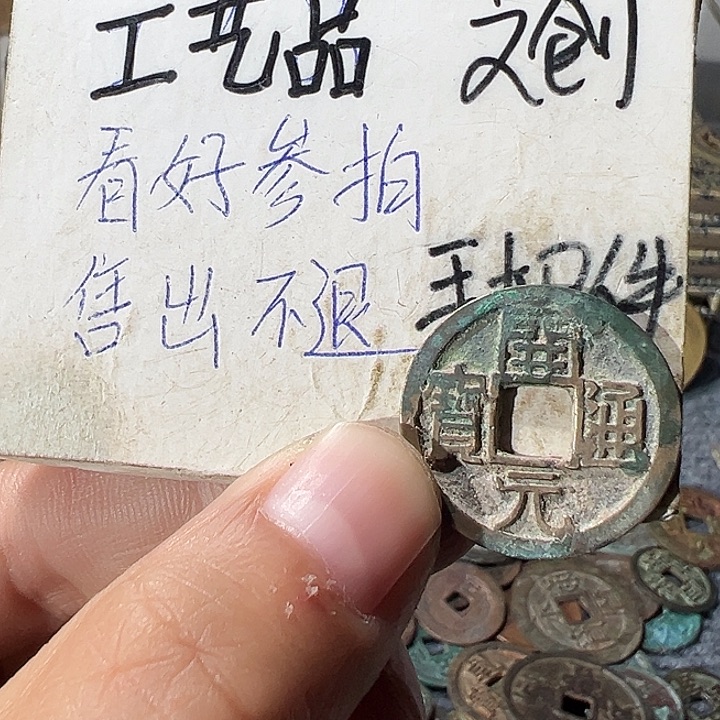 工艺品 文创
看好参拍
售出不退
開元通寶